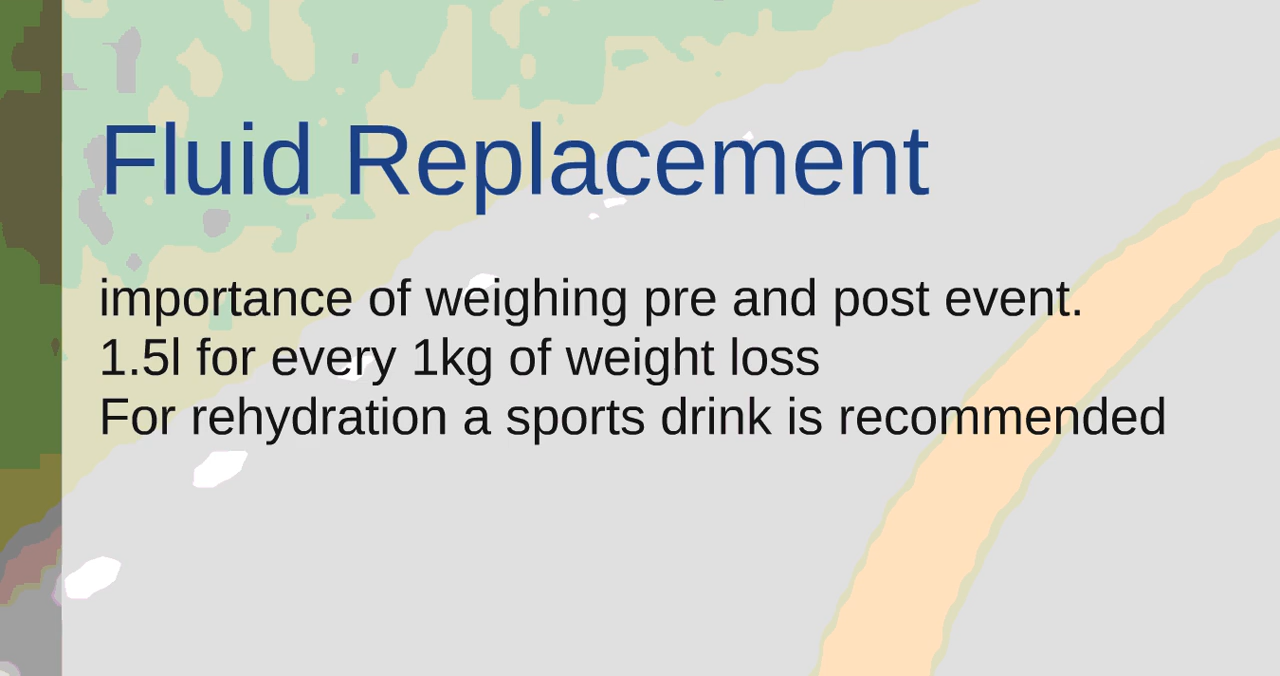 Fluid Replacement
importance of weighing pre and post event.
1.5l for every 1kg of weight loss
For rehydration a sports drink is recommended